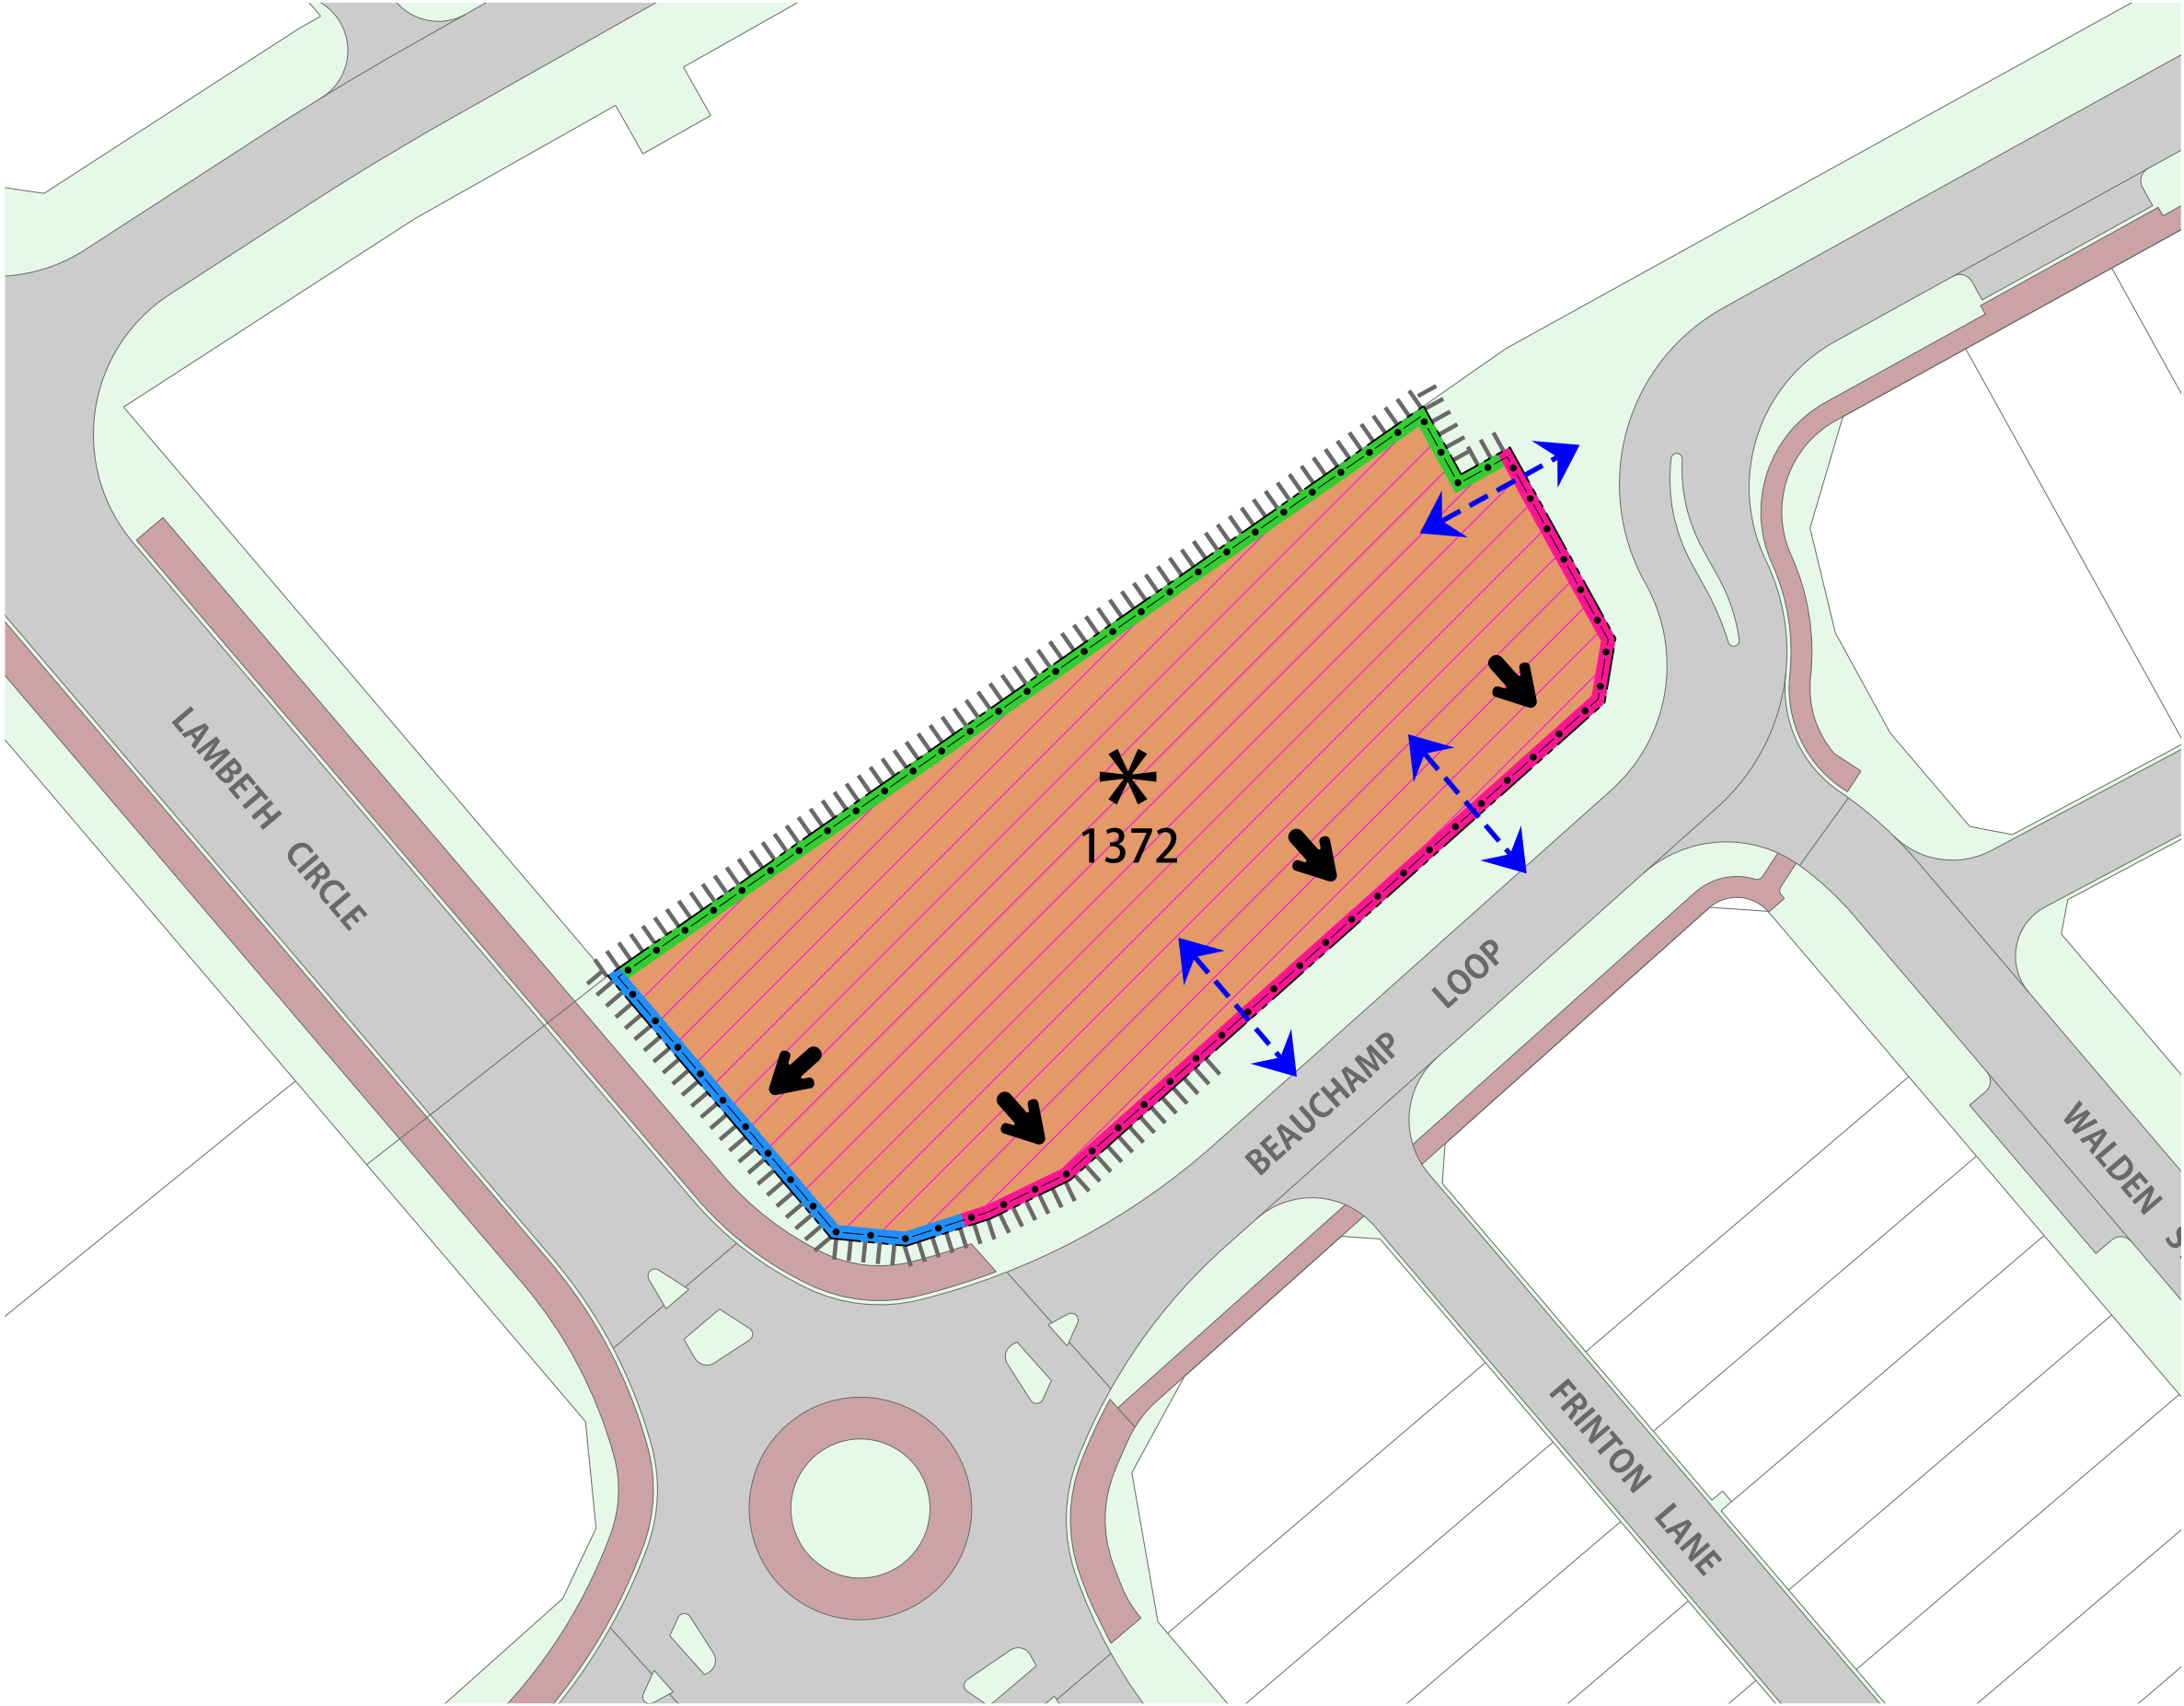 LAMBETH CIRCLE
*
1372
BEAUCHAMP LOOP
WALDEN
FRINTON LANE